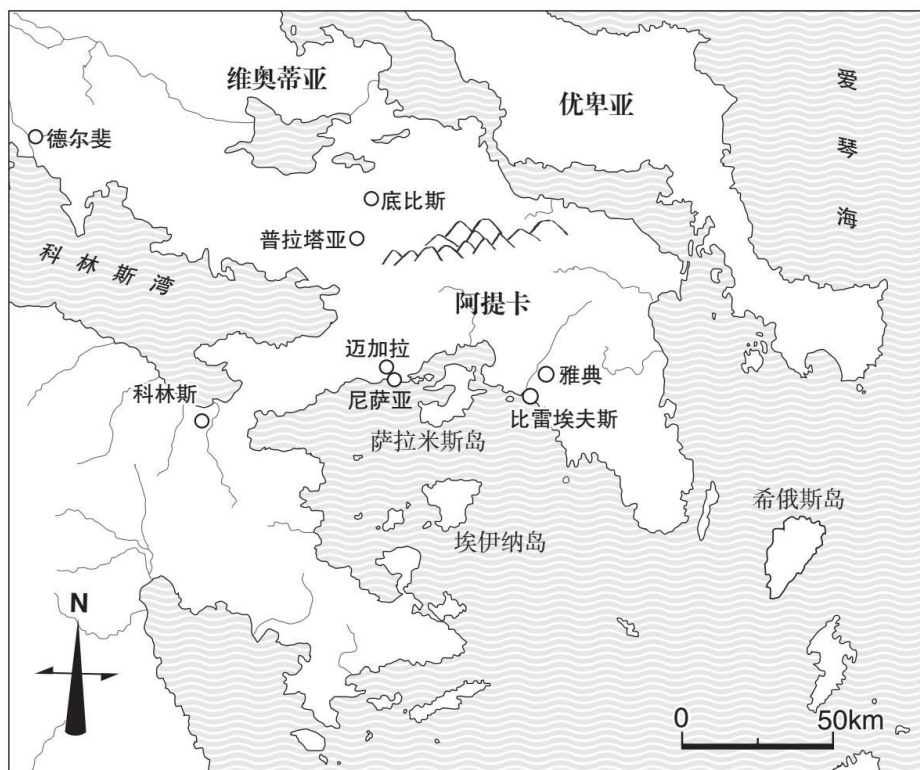 维奥蒂亚
优卑亚
爱琴海
德尔斐
底比斯
普拉塔亚
科林斯湾
阿提卡
迈加拉
雅典
科林斯
尼萨亚
比雷埃夫斯
萨拉米斯岛
希俄斯岛
埃伊纳岛
N
0
50km